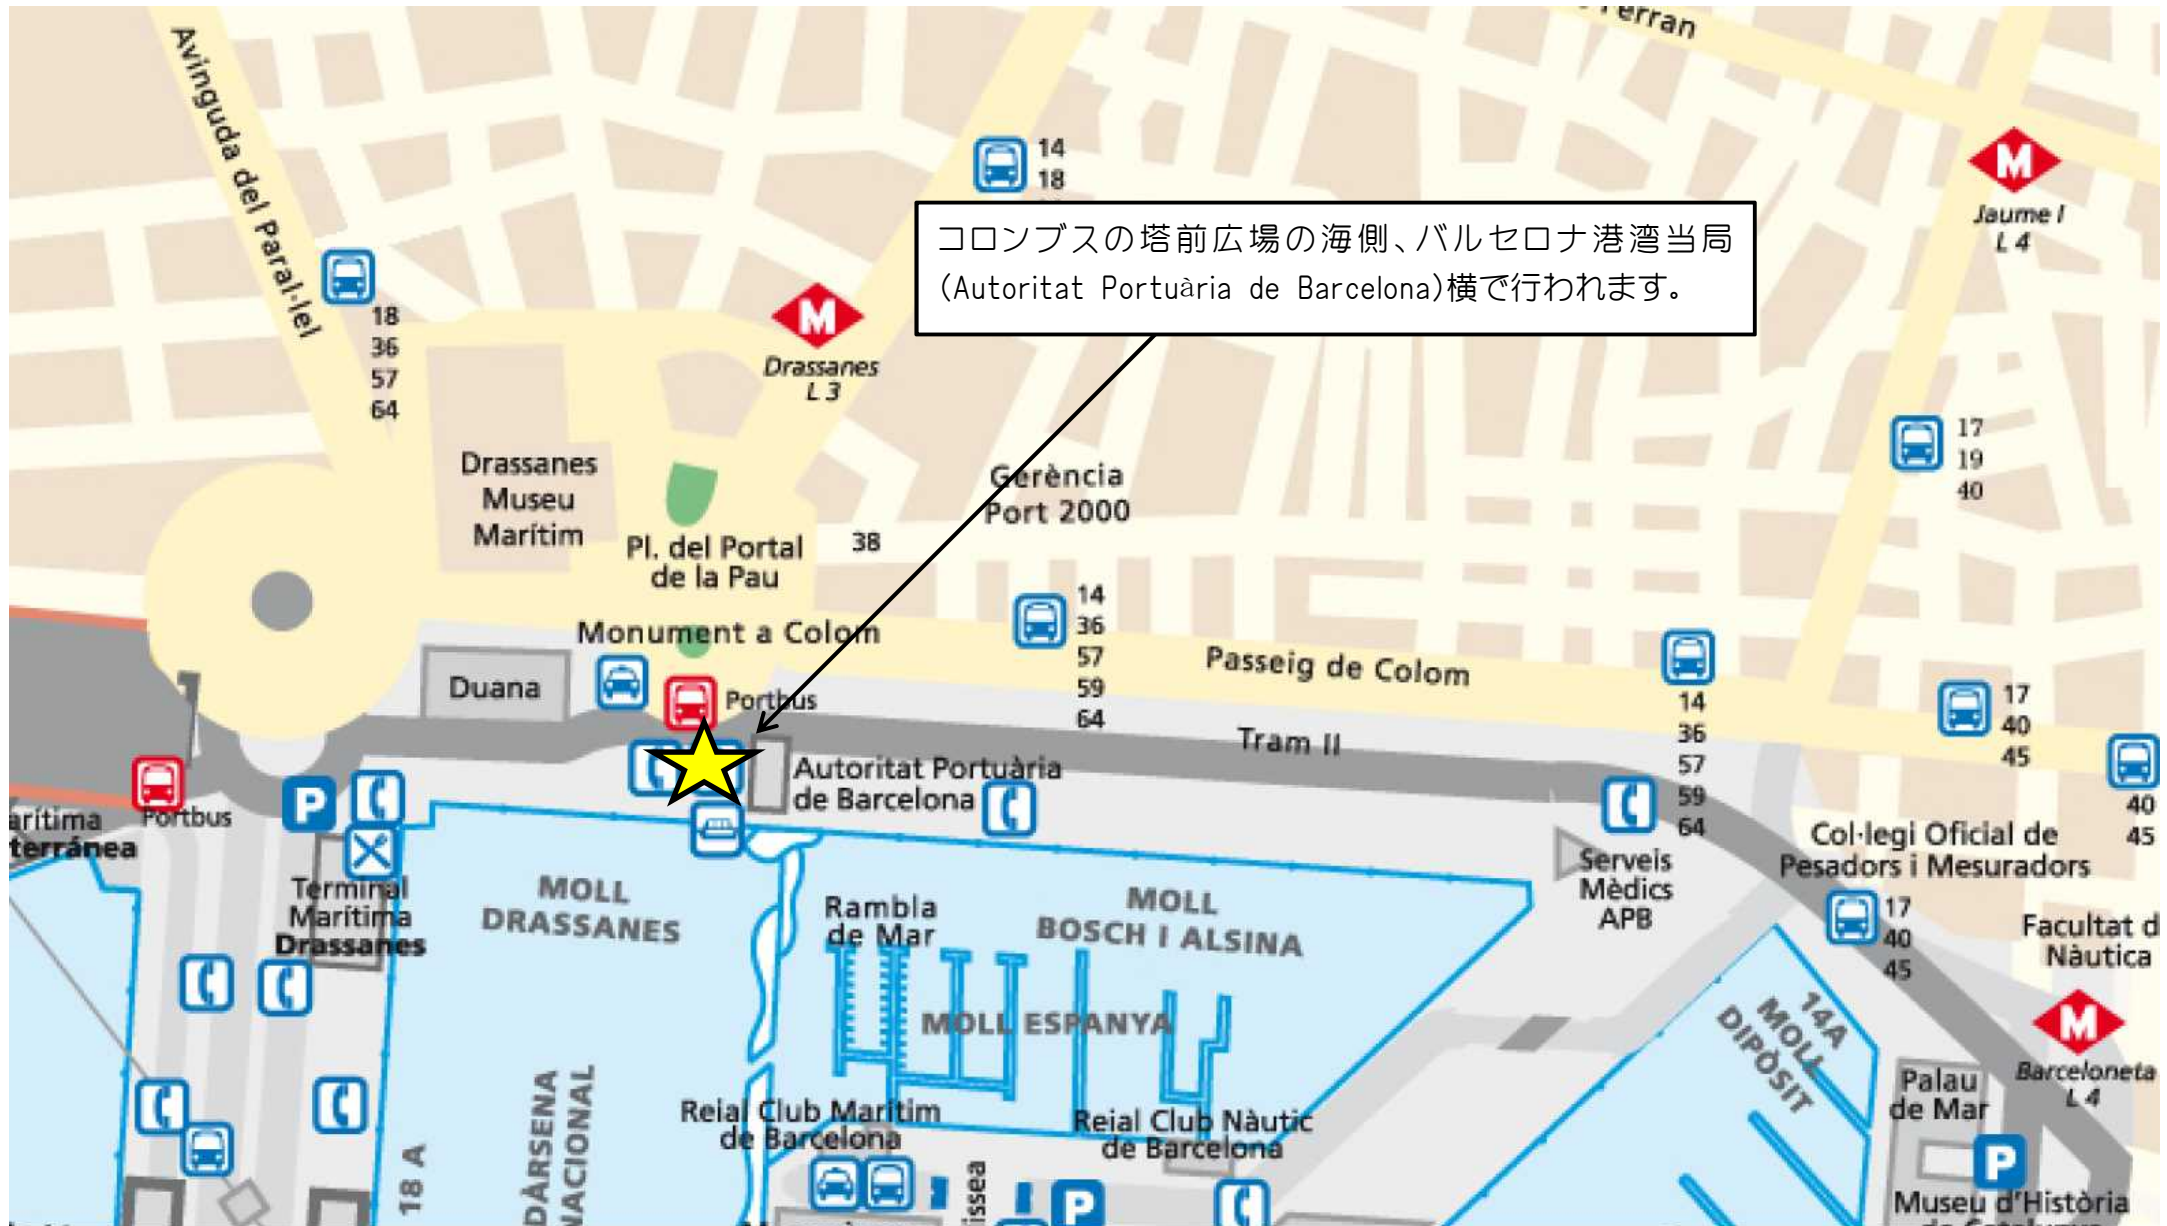 Ferran
Avinguda del Paral·lel
14
18
Jaume I
L 4
コロンブスの塔前広場の海側、バルセロナ港湾当局
(Autoritat Portuària de Barcelona)横で行われます。
18
36
57
64
Drassanes
L 3
17
19
40
Drassanes
Museu
Marítim
Gerència
Port 2000
Pl. del Portal
de la Pau
38
Monument a Colom
14
36
57
59
64
Passeig de Colom
Duana
Portbus
14
36
57
59
64
17
40
45
Tram II
Autoritat Portuària
de Barcelona
P
Portbus
40
45
arítima
terránea
Col·legi Oficial de
Pesadors i Mesuradors
Serveis
Mèdics
APB
Terminal
Marítima
Drassanes
MOLL
DRASSANES
Rambla
de Mar
MOLL
BOSCH I ALSINA
17
40
45
Facultat d
Nàutica
MOLL ESPANYA
14A
MOLL
DIPÒSIT
Barceloneta
L 4
Palau
de Mar
Reial Club Marítim
de Barcelona
Reial Club Nàutic
de Barcelona
DÀRSENA
NACIONAL
18 A
P
P
Museu d'Història